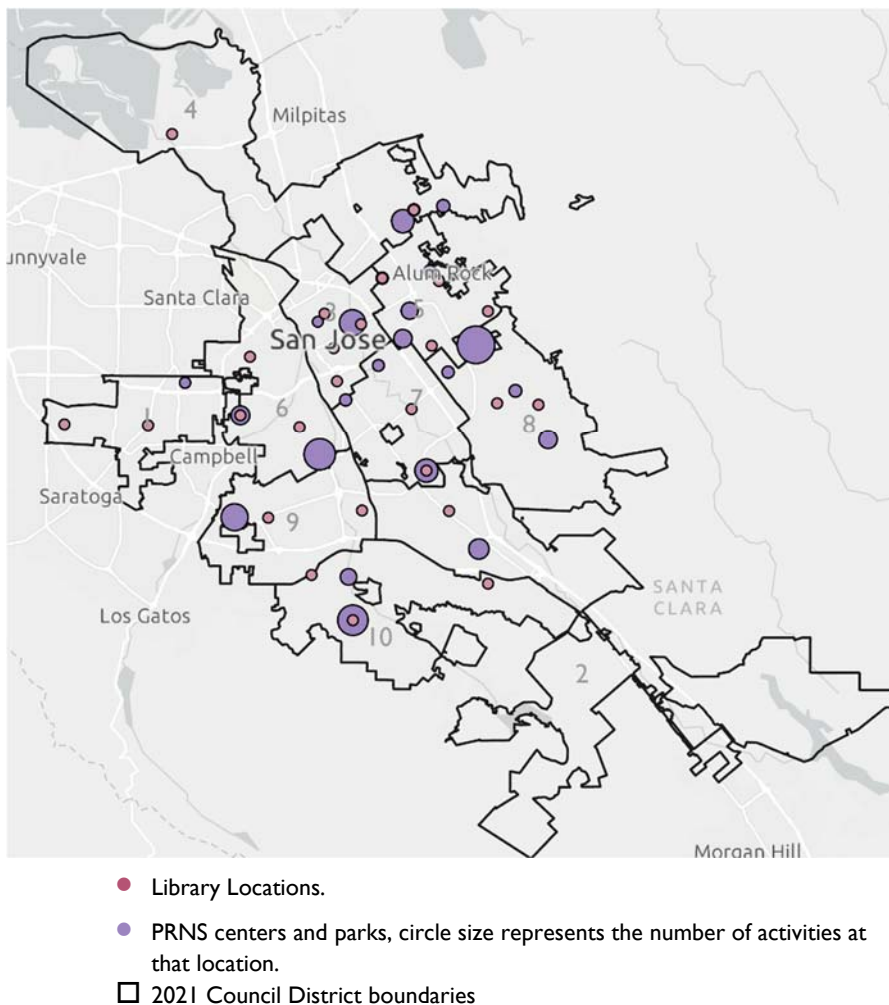 4
Milpitas
unnyvale
Alum Rock
Santa Clara
3
5
San Jose
1
6
7
8
Campbell
Saratoga
9
SANTA
CLARA
Los Gatos
10
2
Morgan Hill
Library Locations.
PRNS centers and parks, circle size represents the number of activities at
that location.
2021 Council District boundaries